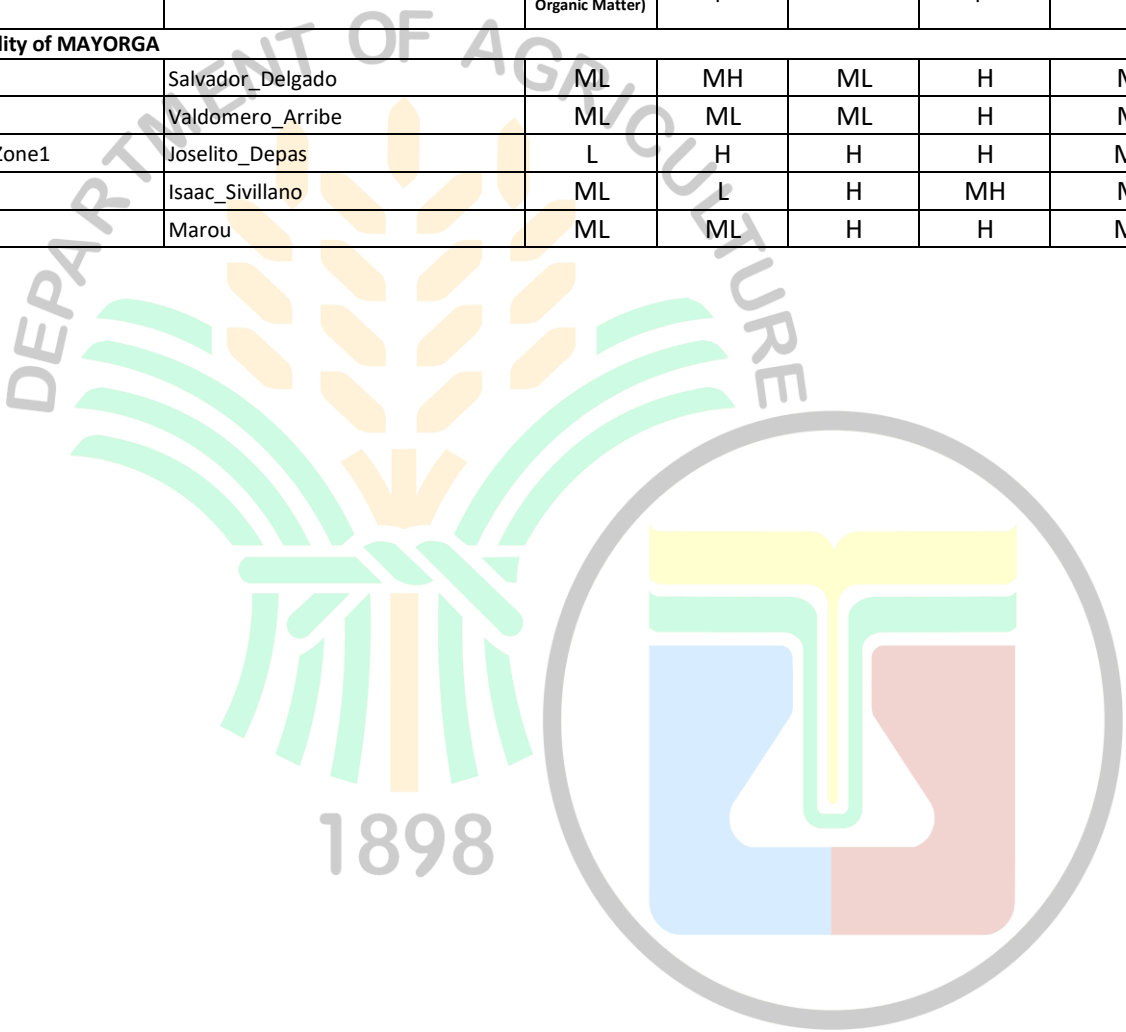 Organic Matter)
lity of MAYORGA
Salvador_Delgado ML MH ML H
Valdomero_Arribe ML ML ML H
Zone1 Joselito_Depas L H H H
Isaac_Sivillano ML L H MH
Marou ML ML H H
DEPARTMENT OF AGRICULTURE
1898